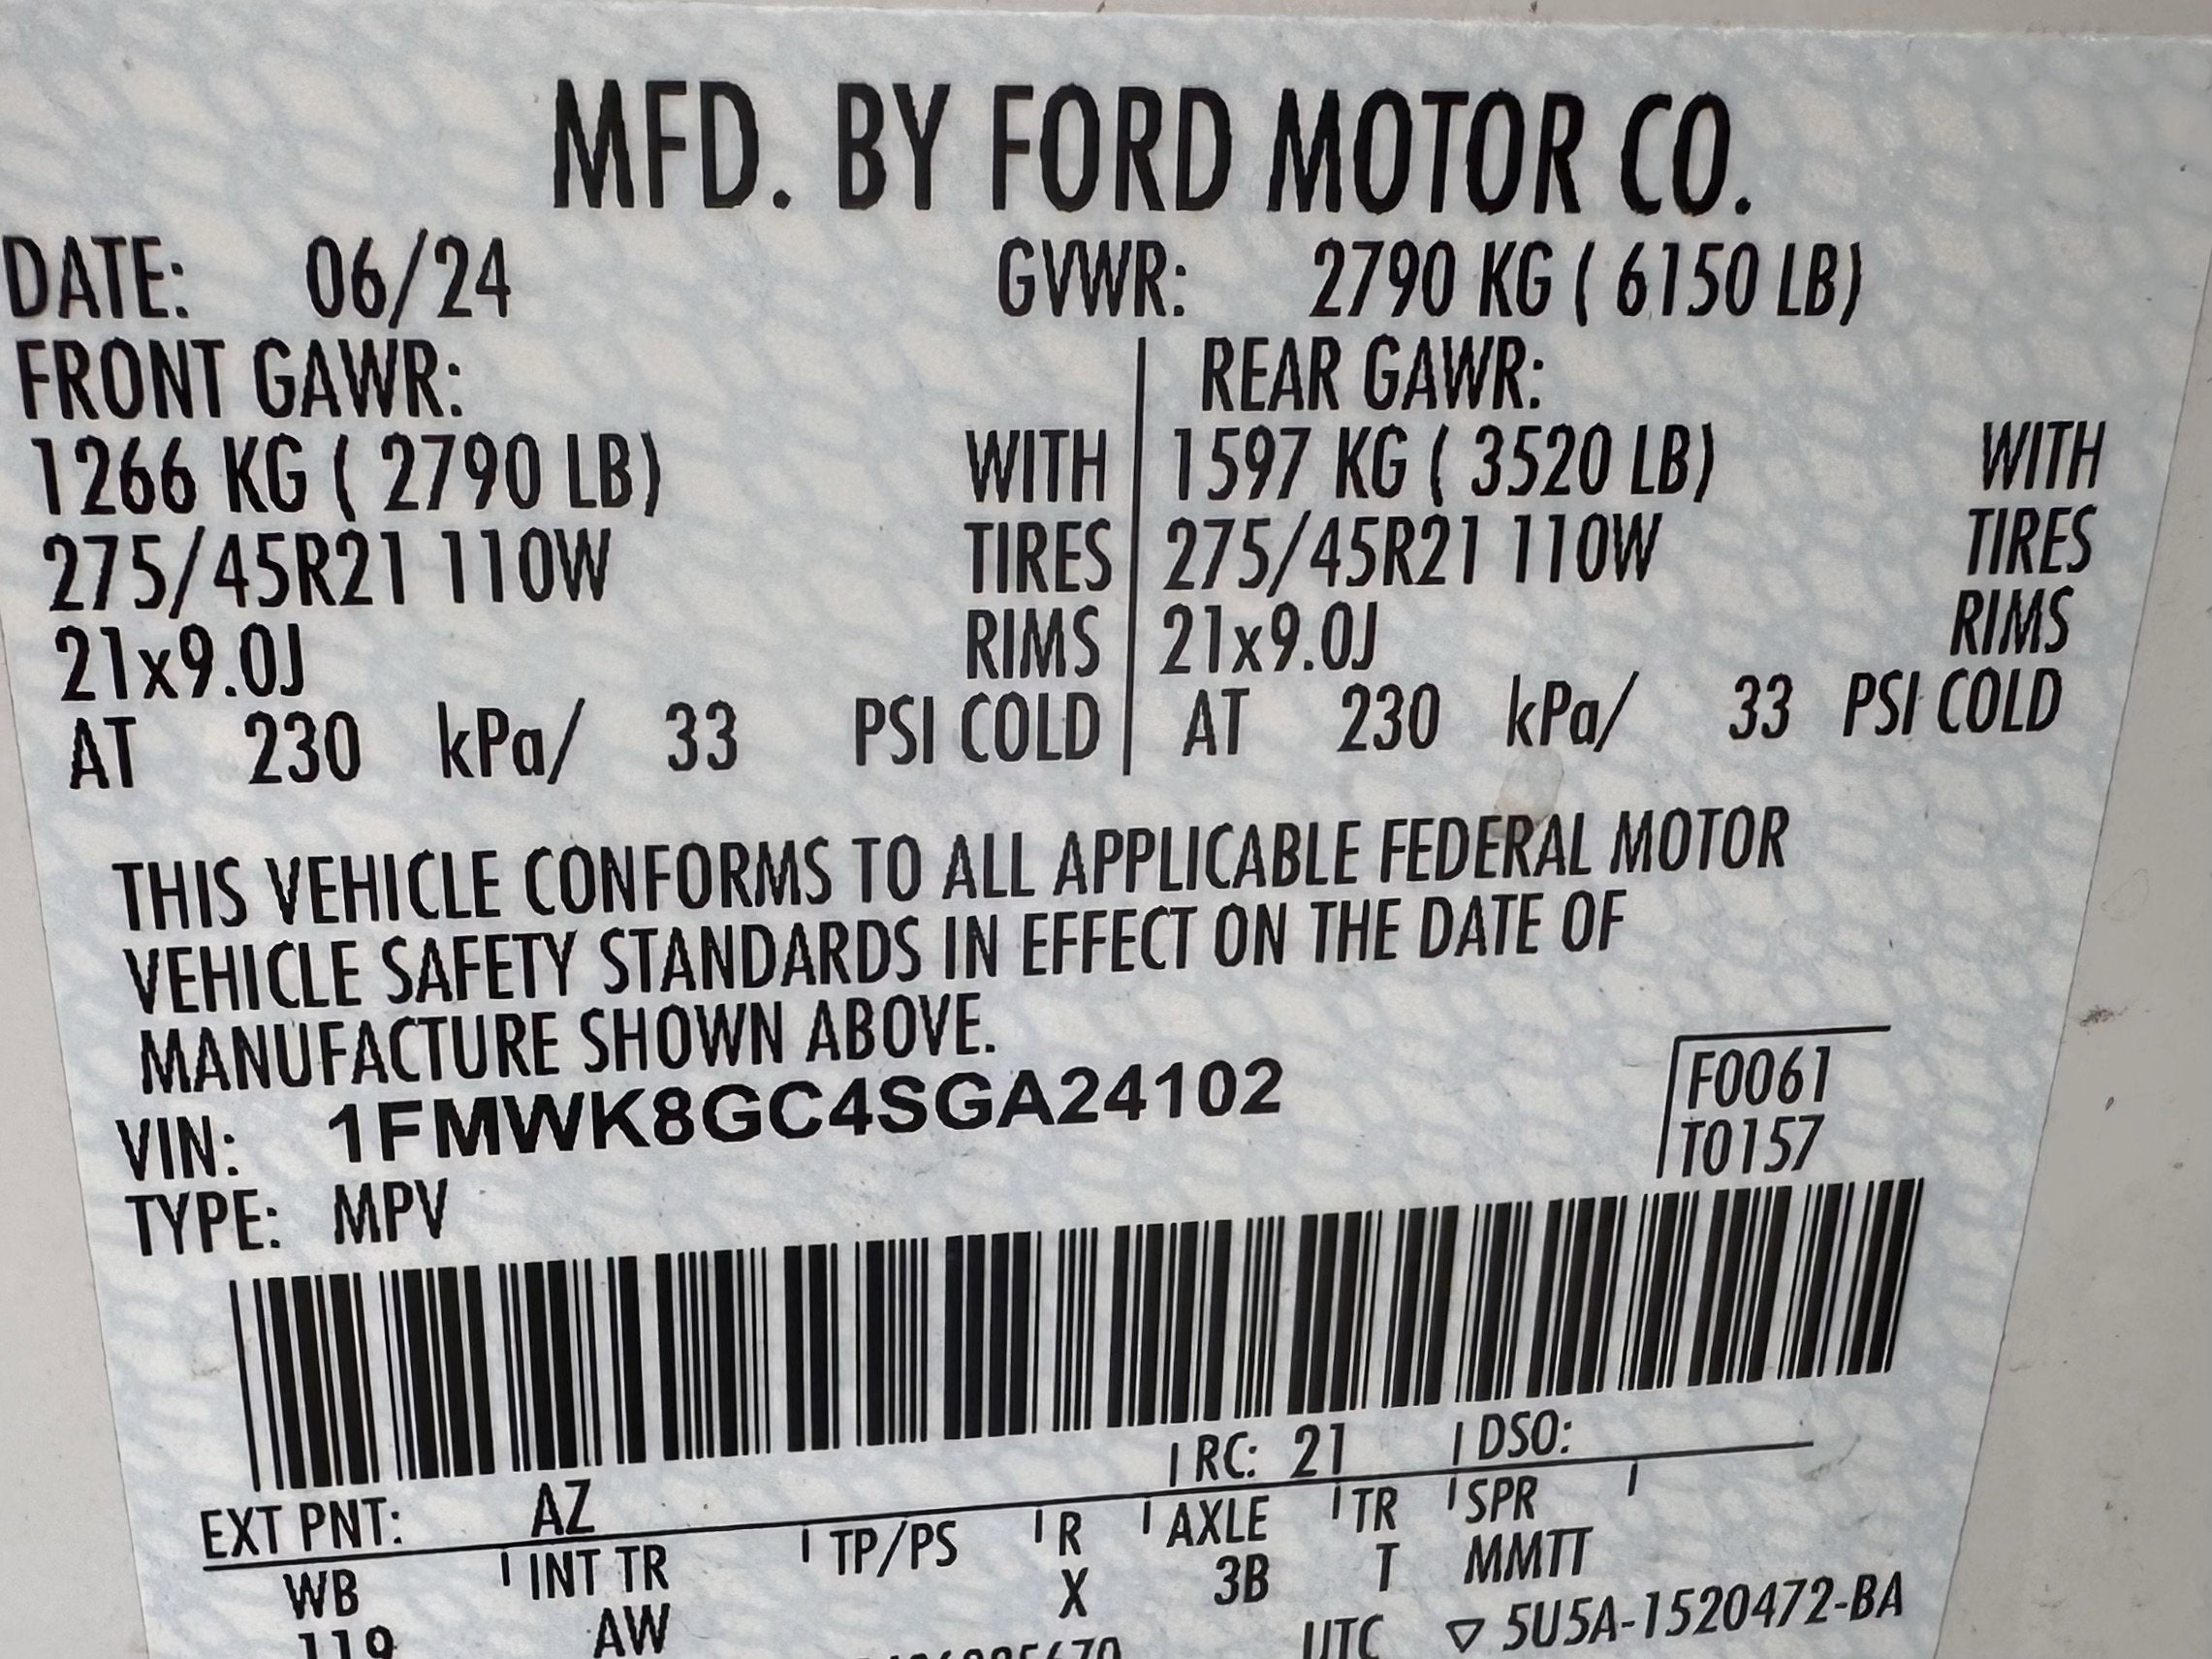 MFD. BY FORD MOTOR CO.
DATE: 06/24 GVWR: 2790 KG ( 6150 LB)
FRONT GAWR: REAR GAWR:
1266 KG ( 2790 LB) WITH 1597 KG ( 3520 LB) WITH
275/45R21 110W TIRES 275/45R21 110W TIRES
21x9.0J RIMS 21x9.0J RIMS
AT 230 kPa/ 33 PSI COLD AT 230 kPa/ 33 PSI COLD
THIS VEHICLE CONFORMS TO ALL APPLICABLE FEDERAL MOTOR
VEHICLE SAFETY STANDARDS IN EFFECT ON THE DATE OF
MANUFACTURE SHOWN ABOVE.
VIN: 1FMWK8GC4SGA24102 F0061
TYPE: MPV T0157
EXT PNT: AZ RC: 21 DSO:
WB INT TR TP/PS R AXLE TR SPR
119 AW X 3B T MMTT
UTC ▽ 5U5A-1520472-BA